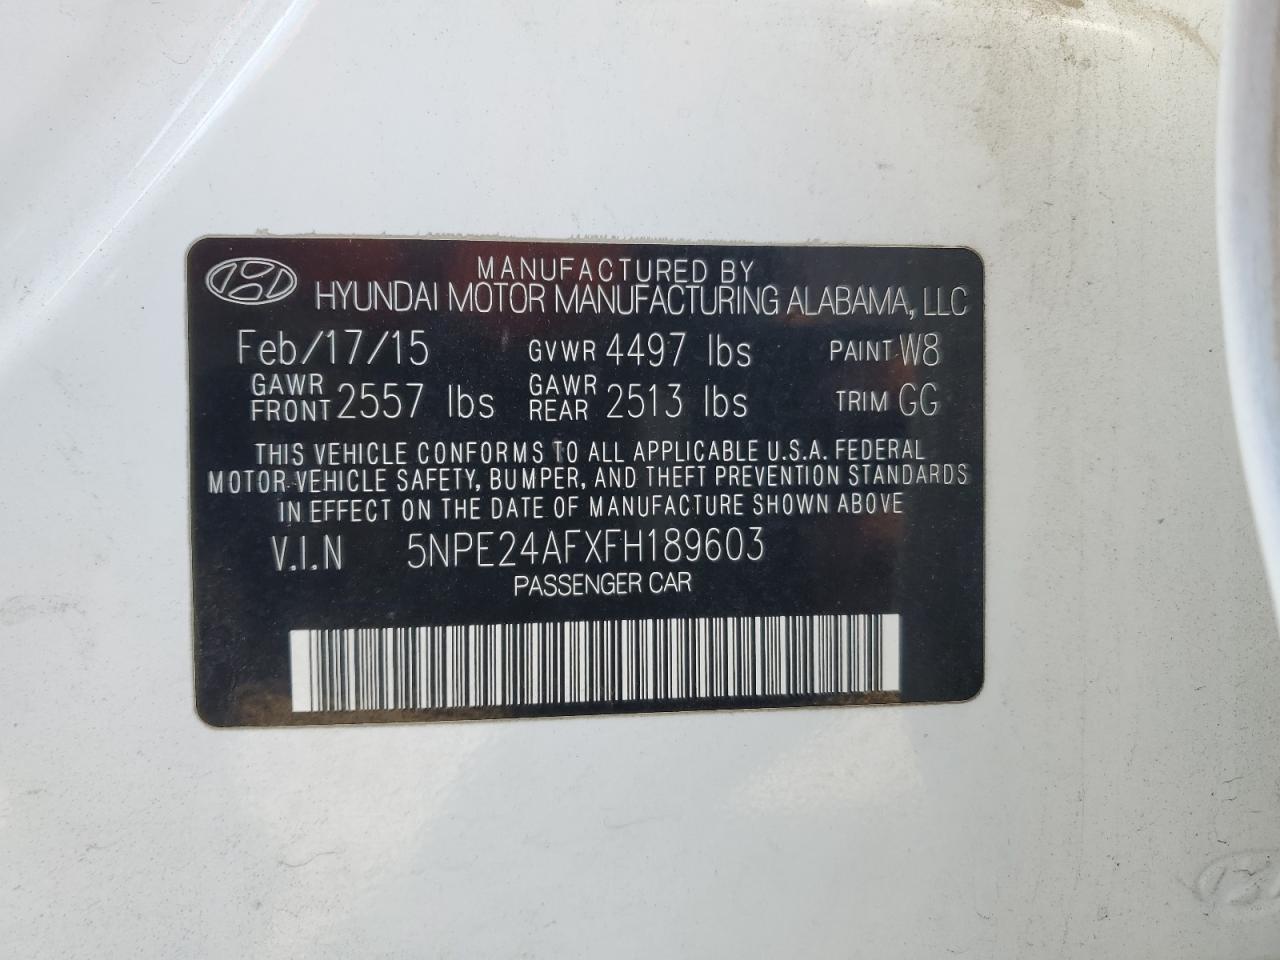 MANUFACTURED BY
HYUNDAI MOTOR MANUFACTURING ALABAMA, LLC
Feb/17/15 GVWR 4497 lbs PAINT W8
GAWR FRONT 2557 lbs GAWR REAR 2513 lbs TRIM GG
THIS VEHICLE CONFORMS TO ALL APPLICABLE U.S.A. FEDERAL
MOTOR VEHICLE SAFETY, BUMPER, AND THEFT PREVENTION STANDARDS
IN EFFECT ON THE DATE OF MANUFACTURE SHOWN ABOVE
V.I.N 5NPE24AFXFH189603
PASSENGER CAR